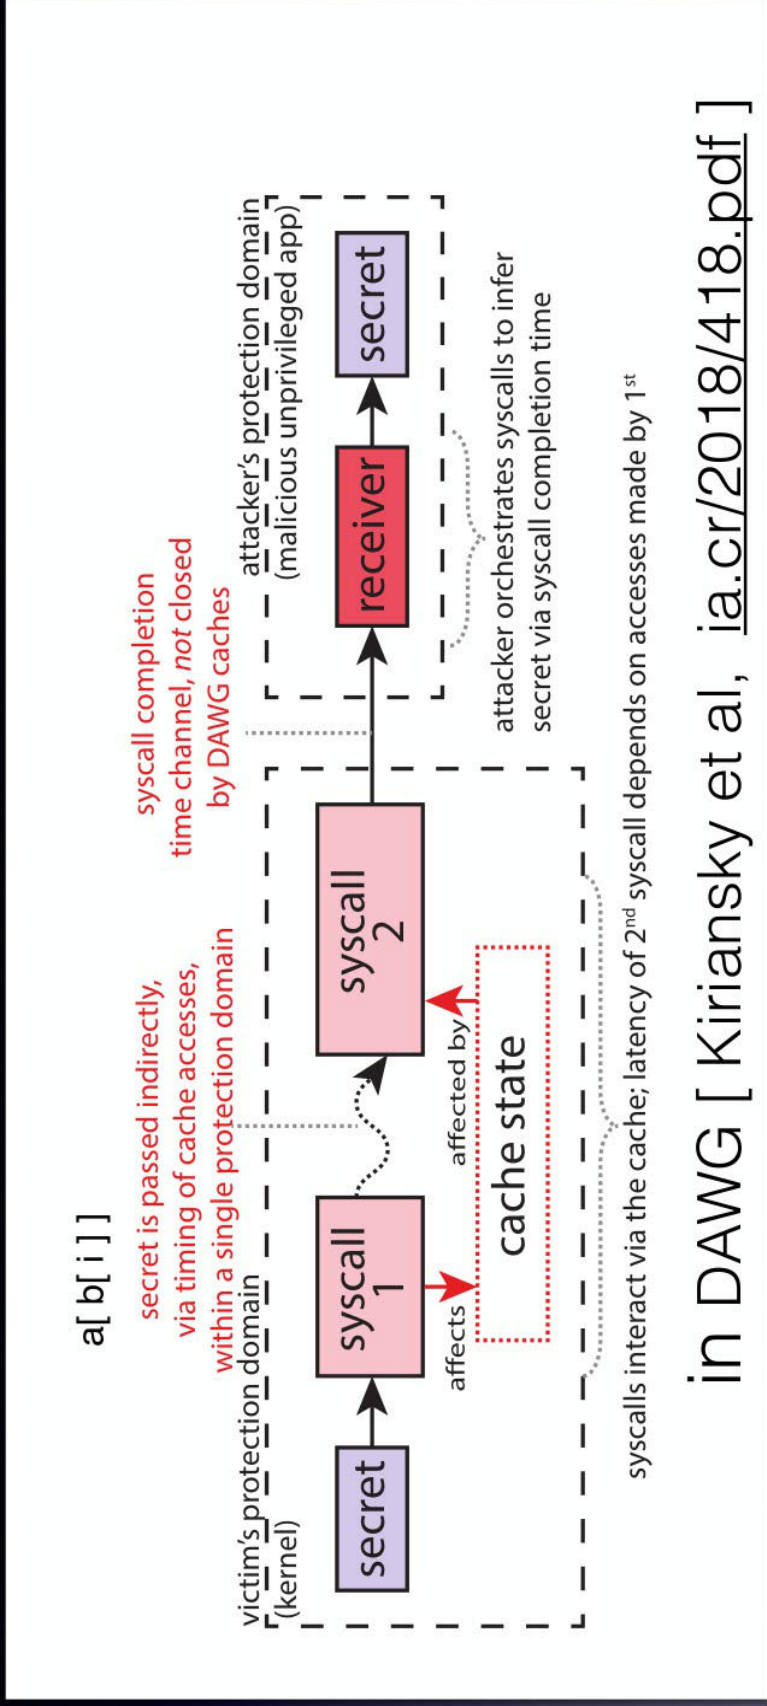 a[ b[ i ] ]
secret is passed indirectly,
via timing of cache accesses,
within a single protection domain
syscall completion
time channel, not closed
by DAWG caches
victim's protection domain
(kernel)
attacker's protection domain
(malicious unprivileged app)
secret
syscall
1
syscall
2
receiver
secret
affects
affected by
cache state
attacker orchestrates syscalls to infer
secret via syscall completion time
syscalls interact via the cache; latency of 2nd syscall depends on accesses made by 1st
in DAWG [ Kiriansky et al, ia.cr/2018/418.pdf ]